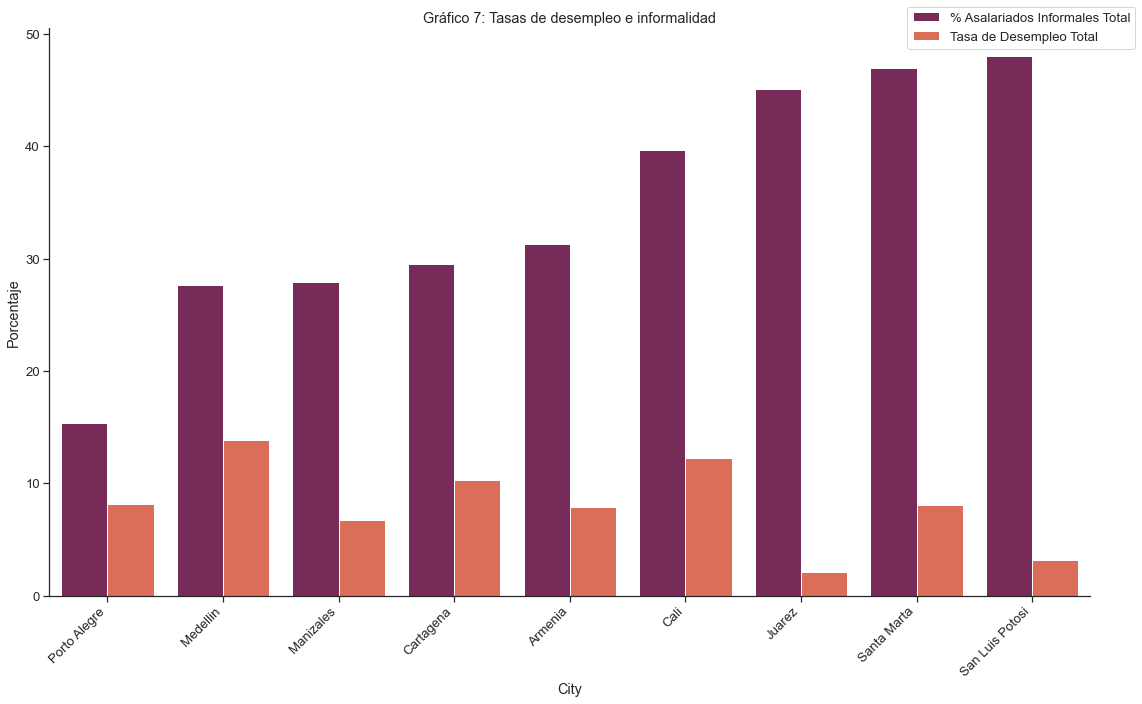 Gráfico 7: Tasas de desempleo e informalidad
% Asalariados Informales Total
Tasa de Desempleo Total
Porcentaje
50
40
30
20
10
0
Porto Alegre
Medellin
Manizales
Cartagena
Armenia
Cali
Juarez
Santa Marta
San Luis Potosi
City